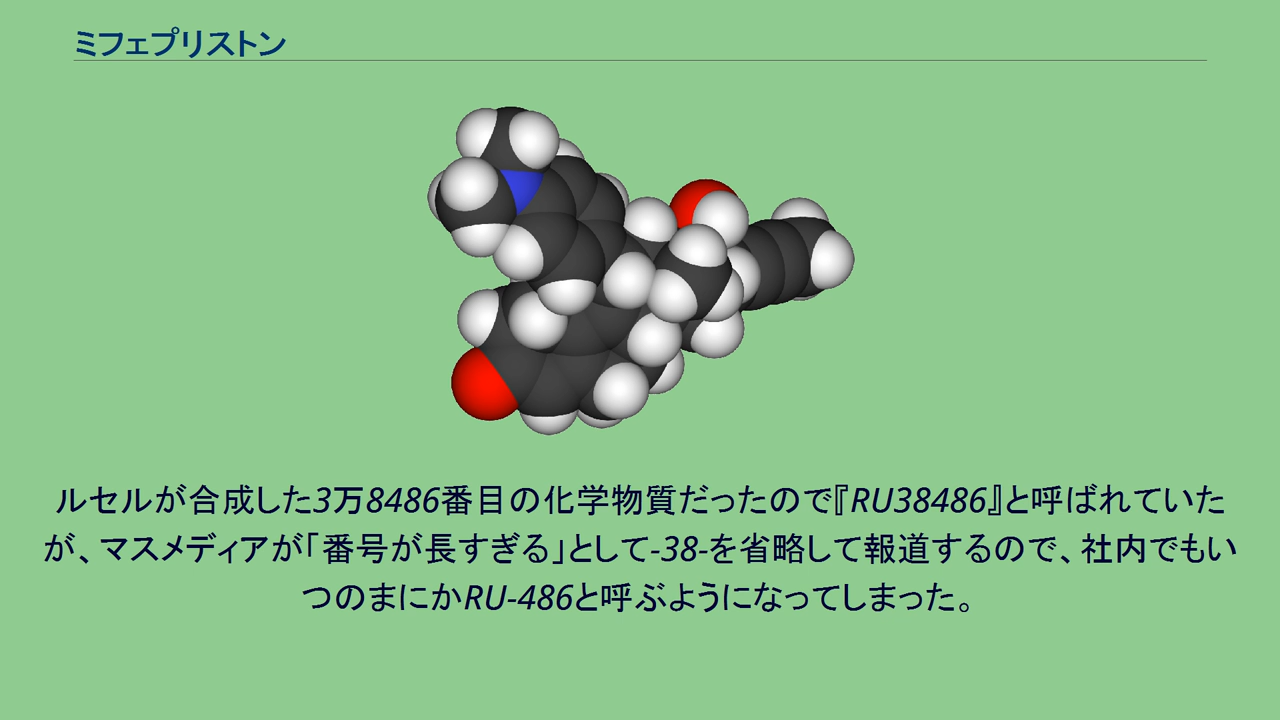 ミフェプリストン
ルセルが合成した3万8486番目の化学物質だったので『RU38486』と呼ばれていた
が、マスメディアが「番号が長すぎる」として-38-を省略して報道するので、社内でもい
つのまにかRU-486と呼ぶようになってしまった。